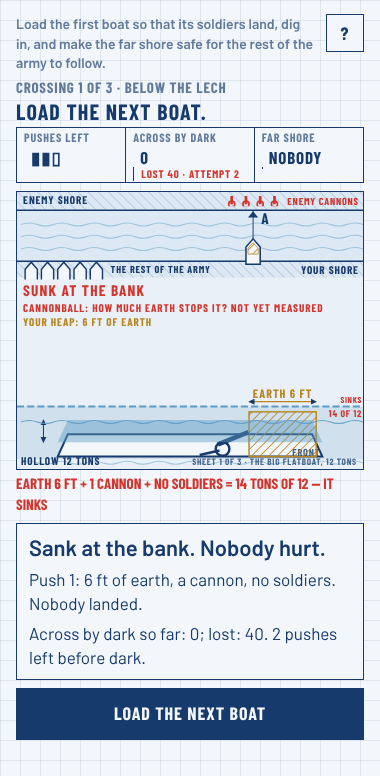 Load the first boat so that its soldiers land, dig
in, and make the far shore safe for the rest of the
army to follow.
?
CROSSING 1 OF 3 · BELOW THE LECH
LOAD THE NEXT BOAT.
PUSHES LEFT
ACROSS BY DARK
0
LOST 40 · ATTEMPT 2
FAR SHORE
NOBODY
ENEMY SHORE
ENEMY CANNONS
A
THE REST OF THE ARMY
YOUR SHORE
SUNK AT THE BANK
CANNONBALL: HOW MUCH EARTH STOPS IT? NOT YET MEASURED
YOUR HEAP: 6 FT OF EARTH
EARTH 6 FT
SINKS
14 OF 12
FRONT
HOLLOW 12 TONS
SHEET 1 OF 3 · THE BIG FLATBOAT, 12 TONS
EARTH 6 FT + 1 CANNON + NO SOLDIERS = 14 TONS OF 12 — IT
SINKS
Sank at the bank. Nobody hurt.
Push 1: 6 ft of earth, a cannon, no soldiers.
Nobody landed.
Across by dark so far: 0; lost: 40. 2 pushes
left before dark.
LOAD THE NEXT BOAT